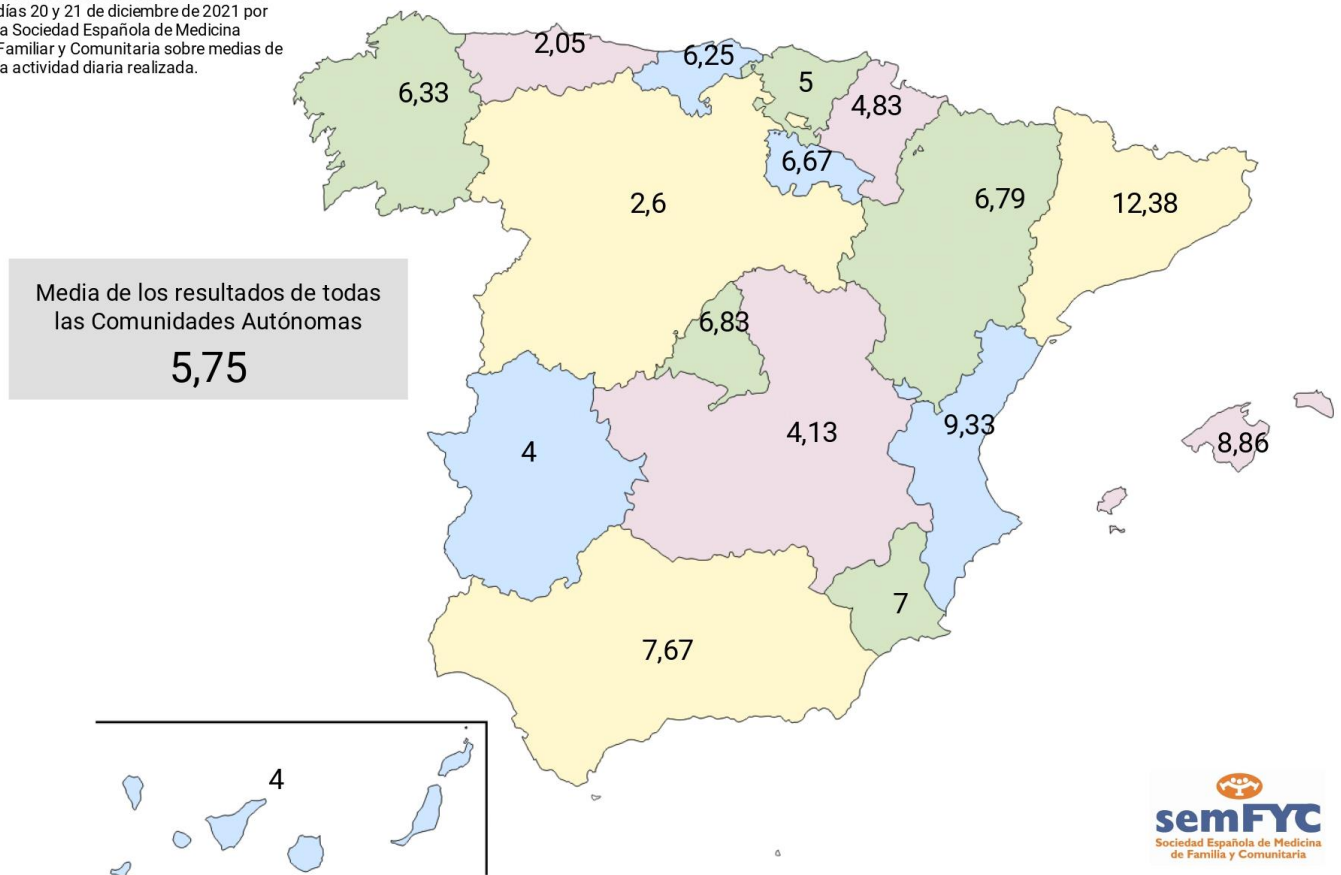 días 20 y 21 de diciembre de 2021 por
a Sociedad Española de Medicina
Familiar y Comunitaria sobre medias de
a actividad diaria realizada.
2,05
6,25
5
6,33
4,83
6,67
2,6
6,79
12,38
Media de los resultados de todas
las Comunidades Autónomas
5,75
6,83
4
4,13
9,33
8,86
7
7,67
4
semFYC
Sociedad Española de Medicina
de Familia y Comunitaria